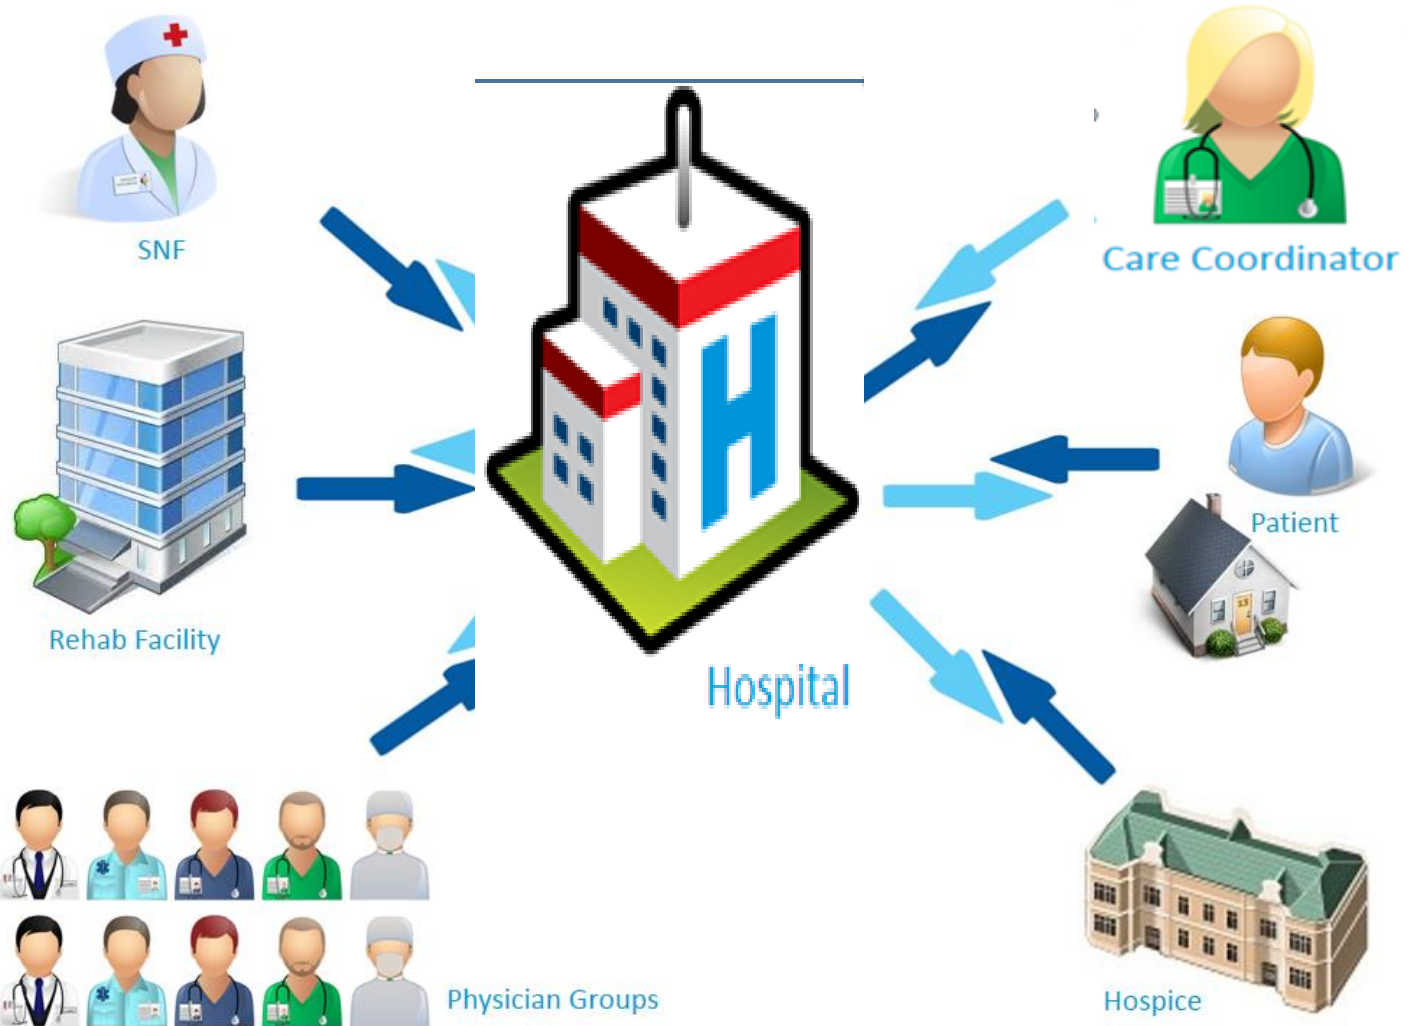 SNF
Care Coordinator
H
Patient
Rehab Facility
Hospital
Physician Groups
Hospice